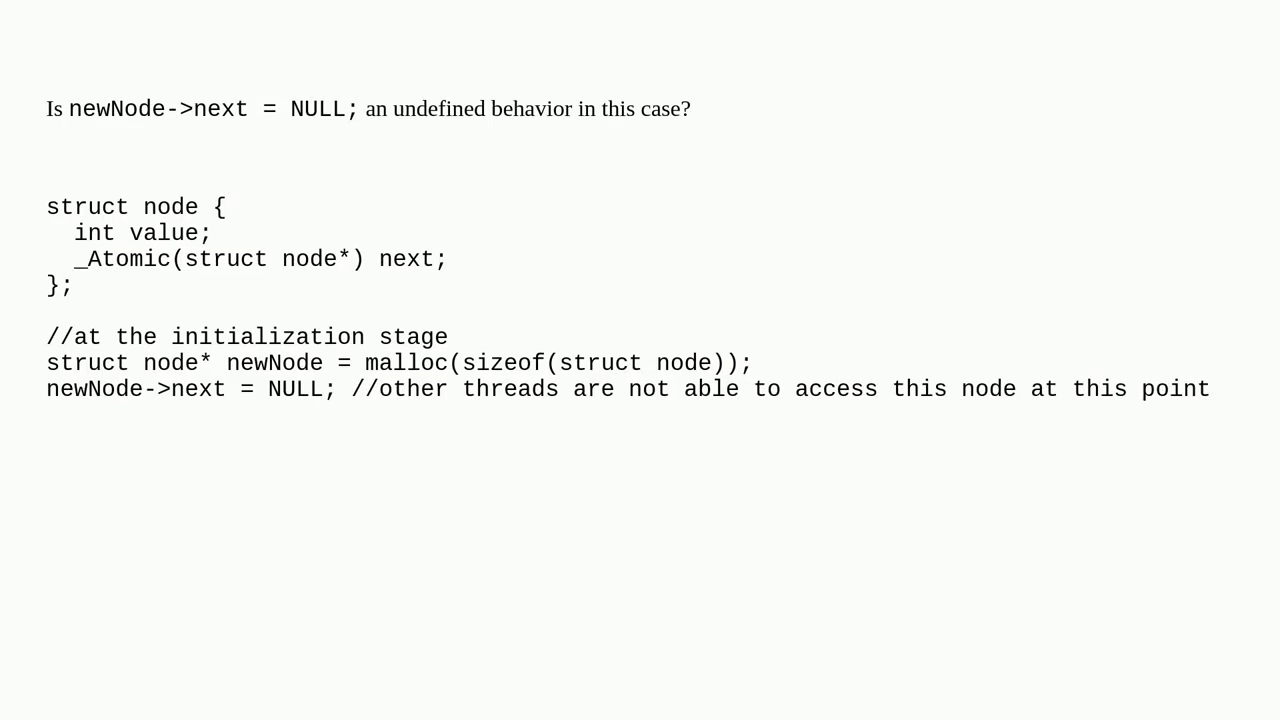 Is newNode->next = NULL; an undefined behavior in this case?
struct node {
  int value;
  _Atomic(struct node*) next;
};
//at the initialization stage
struct node* newNode = malloc(sizeof(struct node));
newNode->next = NULL; //other threads are not able to access this node at this point